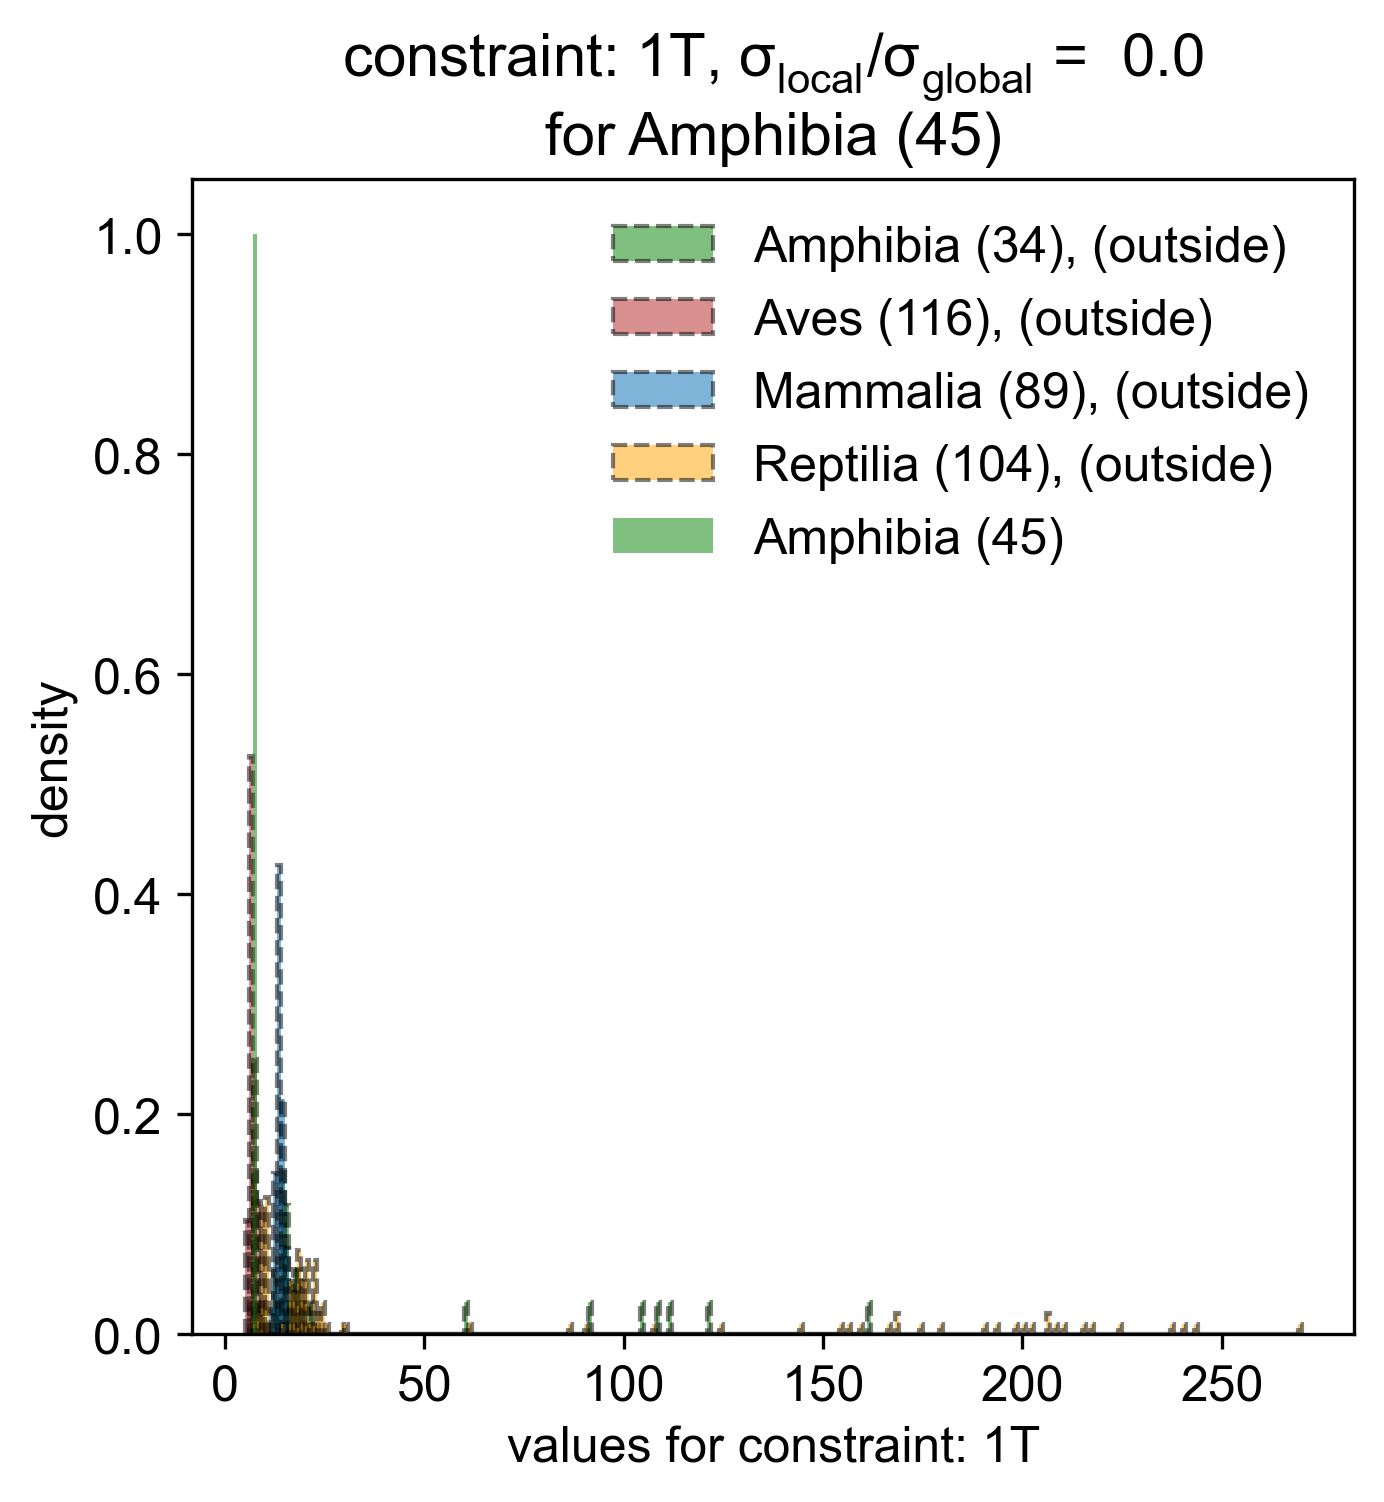 constraint: 1T, σlocal/σglobal = 0.0
for Amphibia (45)
1.0
0.8
0.6
0.4
0.2
0.0
density
Amphibia (34), (outside)
Aves (116), (outside)
Mammalia (89), (outside)
Reptilia (104), (outside)
Amphibia (45)
0 50 100 150 200 250
values for constraint: 1T